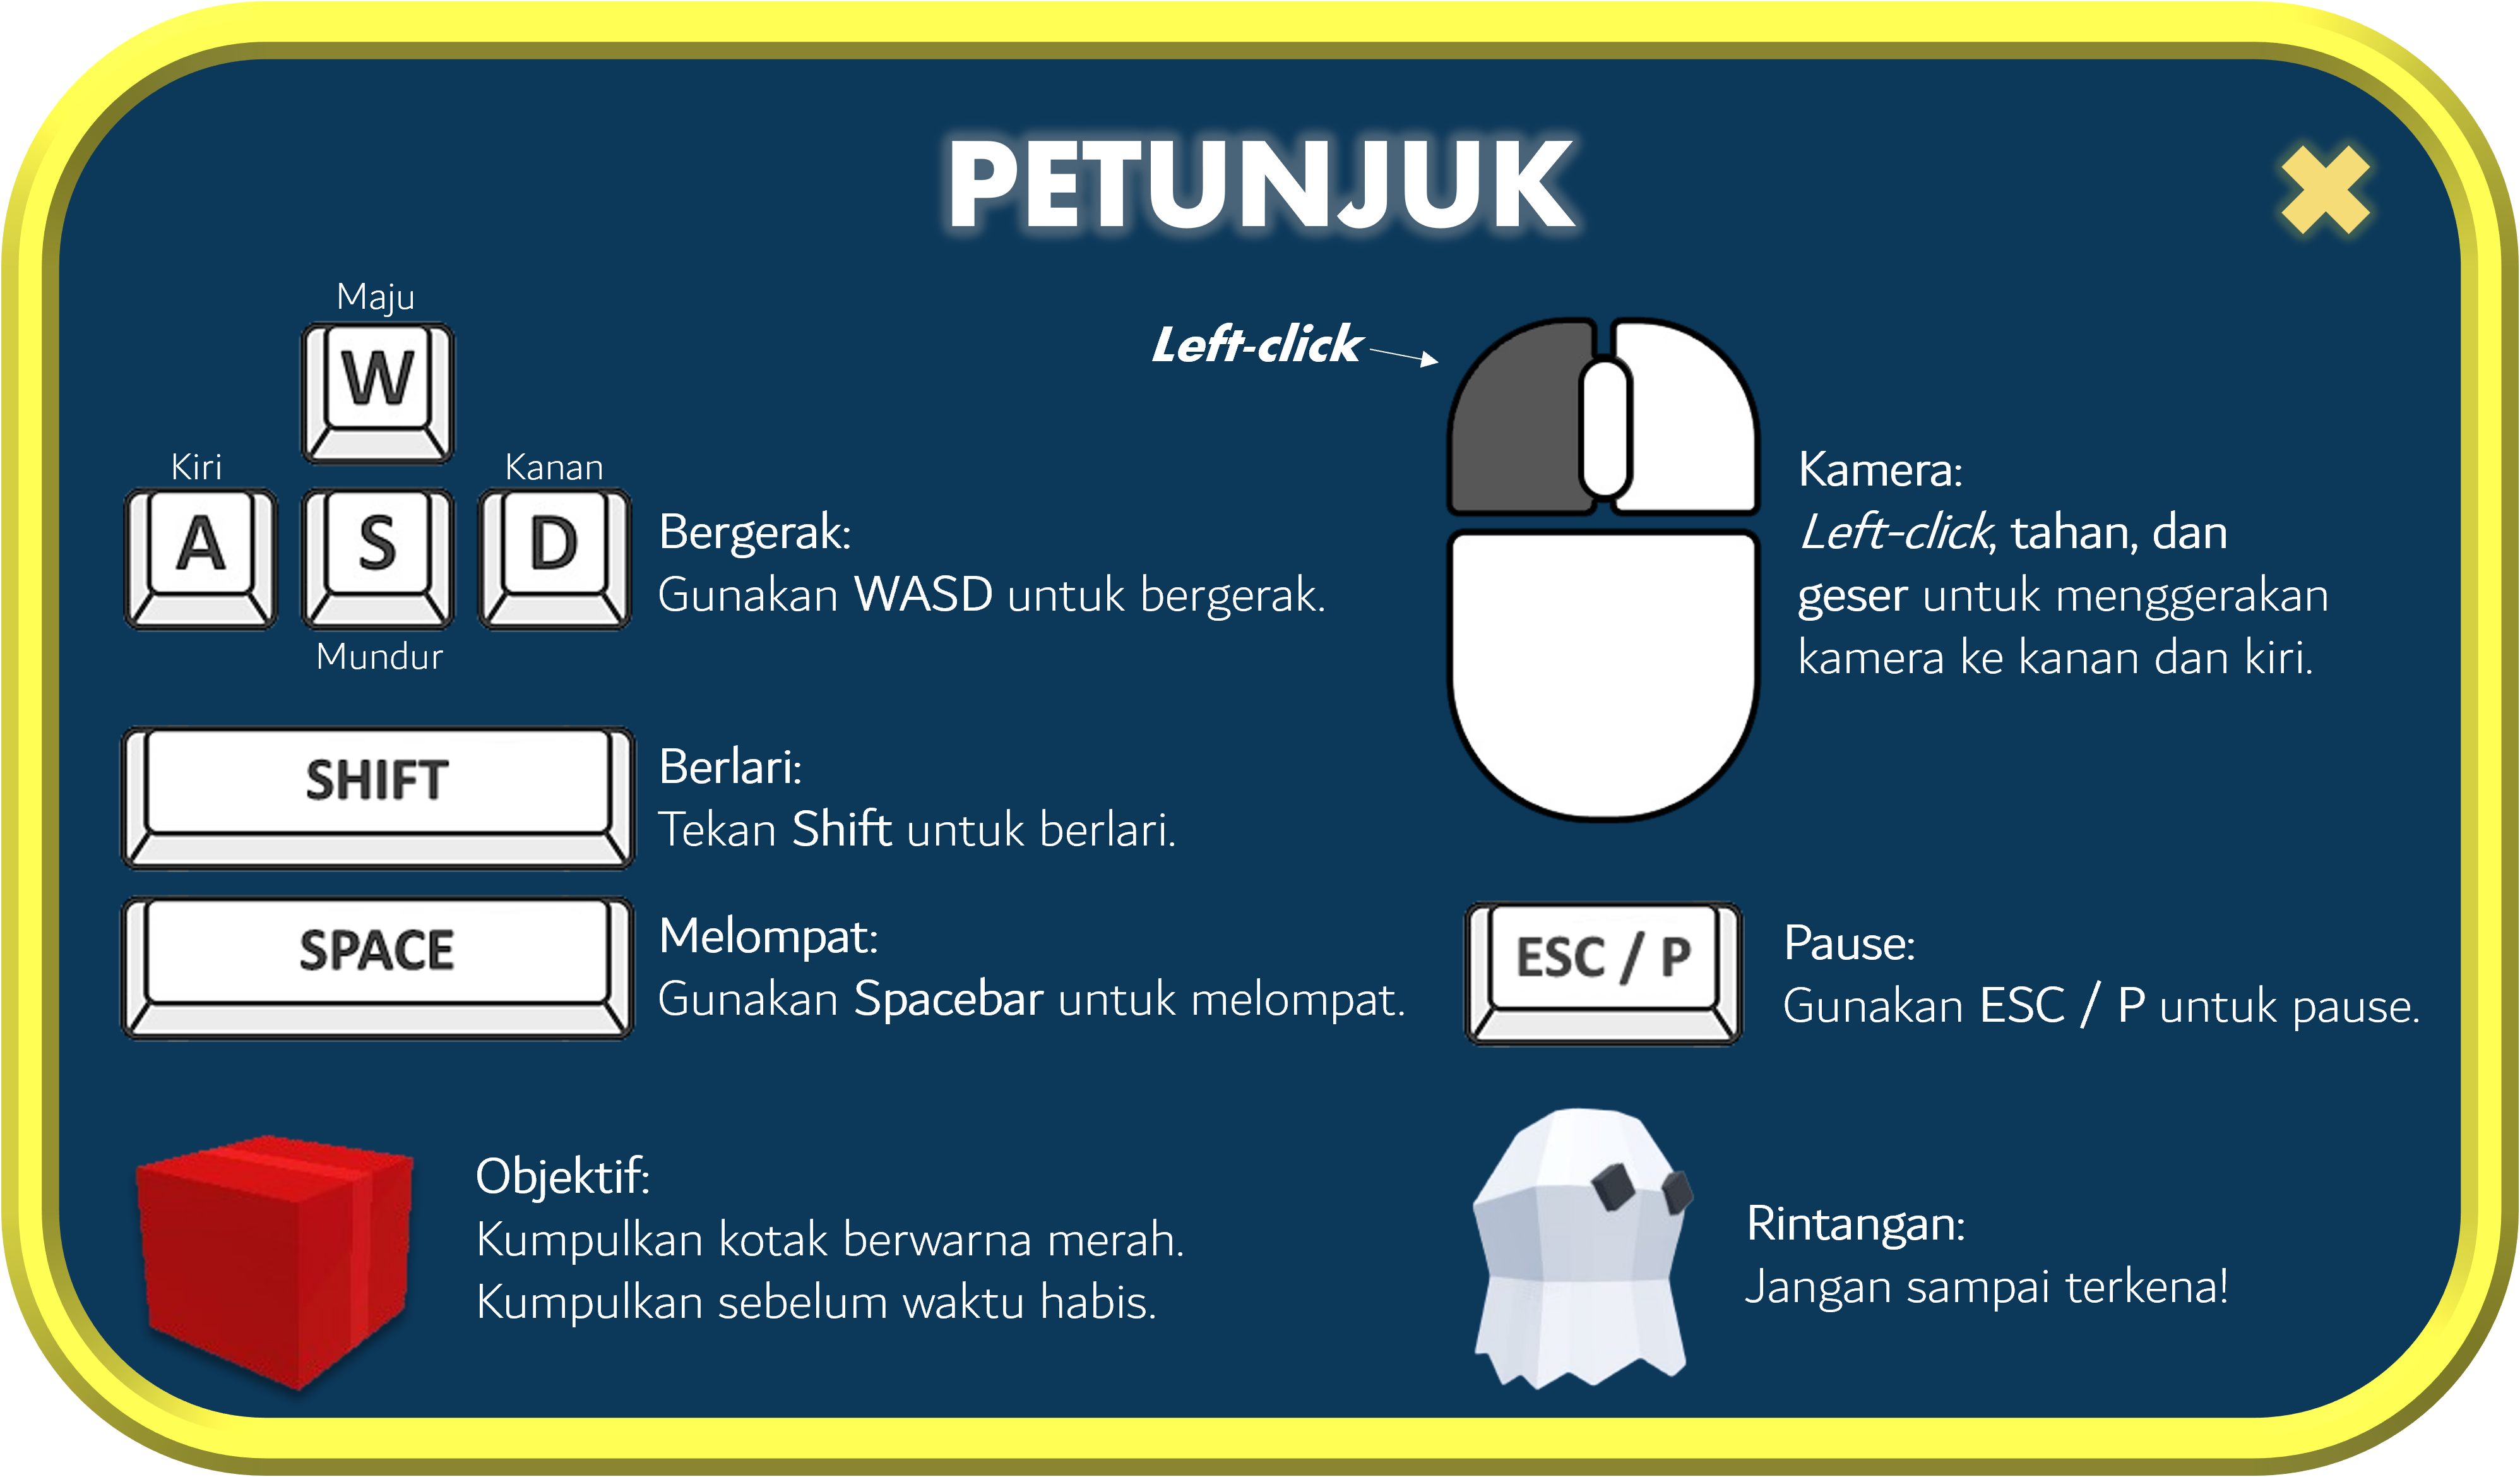 PETUNJUK
Maju
W
Kiri
Kanan
A
S
D
Mundur
Bergerak:
Gunakan WASD untuk bergerak.
Left-click
Kamera:
Left-click, tahan, dan
geser untuk menggerakan
kamera ke kanan dan kiri.
SHIFT
Berlari:
Tekan Shift untuk berlari.
SPACE
Melompat:
Gunakan Spacebar untuk melompat.
ESC / P
Pause:
Gunakan ESC / P untuk pause.
Objektif:
Kumpulkan kotak berwarna merah.
Kumpulkan sebelum waktu habis.
Rintangan:
Jangan sampai terkena!